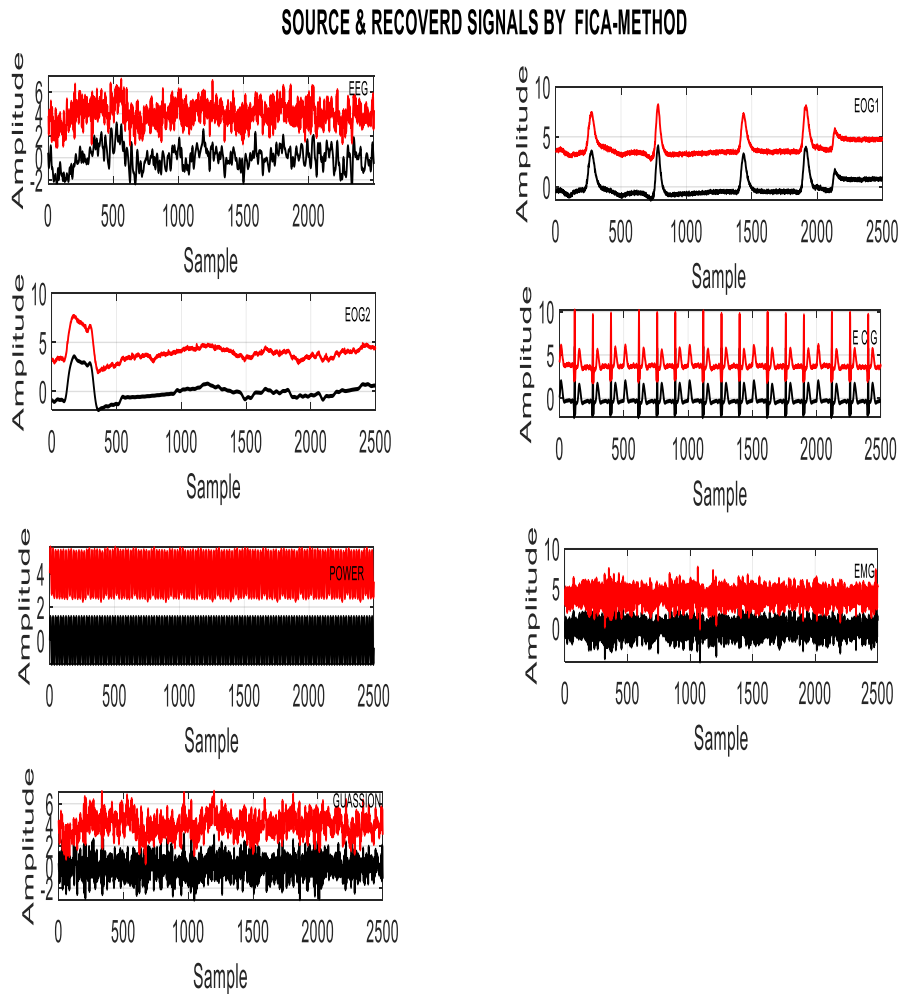 SOURCE & RECOVERD SIGNALS BY FICA-METHOD
EEG
Amplitude
6
4
2
0
-2
0 500 1000 1500 2000
Sample
EOG1
Amplitude
10
5
0
0 500 1000 1500 2000 2500
Sample
EOG2
Amplitude
10
5
0
0 500 1000 1500 2000 2500
Sample
E C G
Amplitude
10
5
0
0 500 1000 1500 2000 2500
Sample
POWER
Amplitude
4
2
0
0 500 1000 1500 2000 2500
Sample
EMG
Amplitude
10
5
0
0 500 1000 1500 2000 2500
Sample
GUASSION
Amplitude
6
4
2
0
-2
0 500 1000 1500 2000 2500
Sample